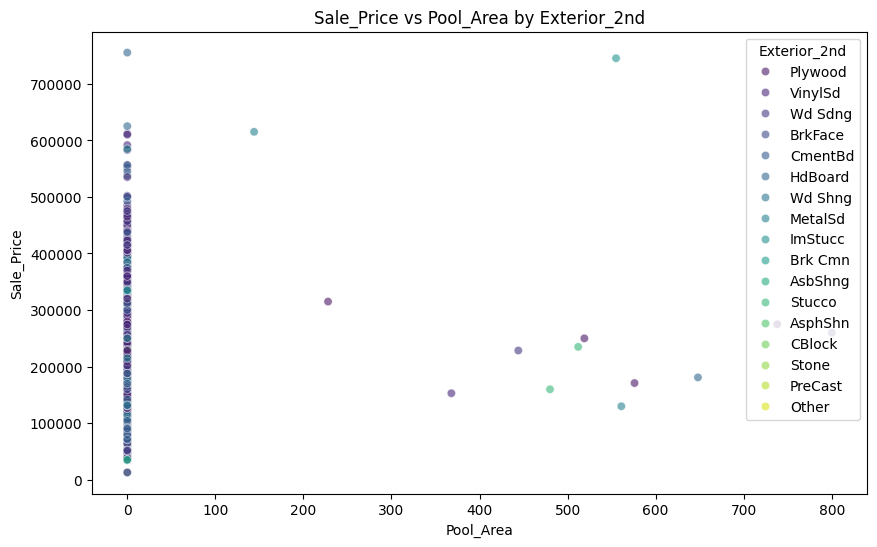 Sale_Price vs Pool_Area by Exterior_2nd
Sale_Price
700000
600000
500000
400000
300000
200000
100000
0
0
100
200
300
400
500
600
700
800
Pool_Area
Exterior_2nd
Plywood
VinylSd
Wd Sdng
BrkFace
CmentBd
HdBoard
Wd Shng
MetalSd
ImStucc
Brk Cmn
AsbShng
Stucco
AsphShn
CBlock
Stone
PreCast
Other